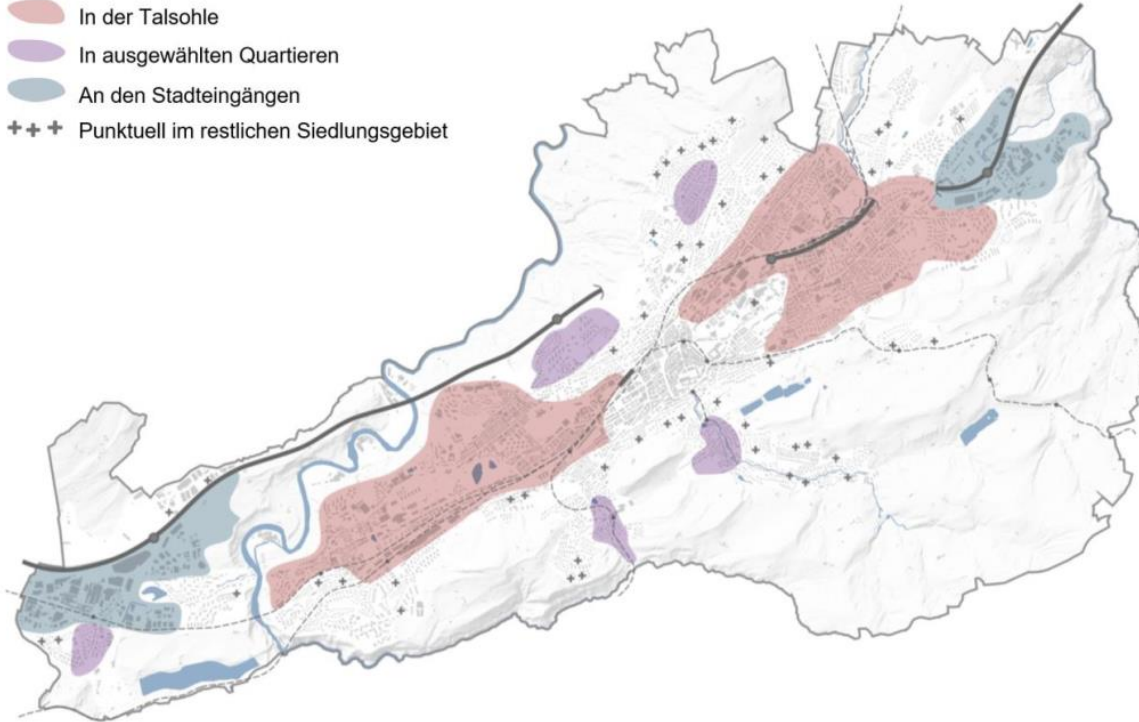 In der Talsohle
In ausgewählten Quartieren
An den Stadteingängen
Punktuell im restlichen Siedlungsgebiet